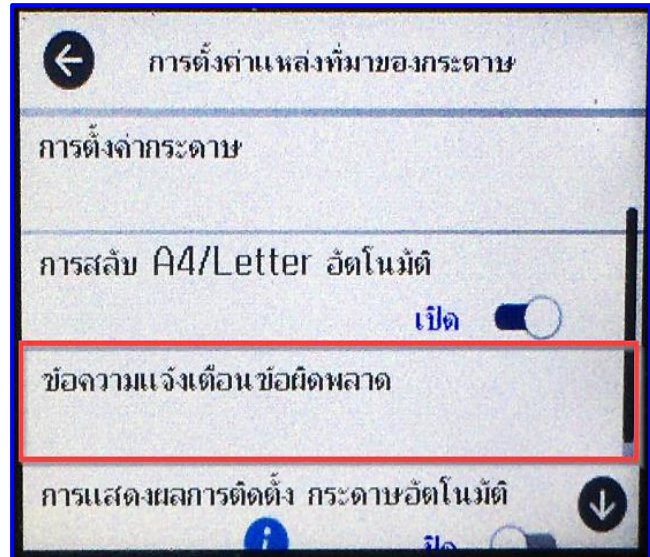 การตั้งค่าแหล่งที่มาของกระดาษ
การตั้งค่ากระดาษ
การสลับ A4/Letter อัตโนมัติ
เปิด
ข้อความแจ้งเตือนข้อผิดพลาด
การแสดงผลการติดตั้ง กระดาษอัตโนมัติ
i
ปิด